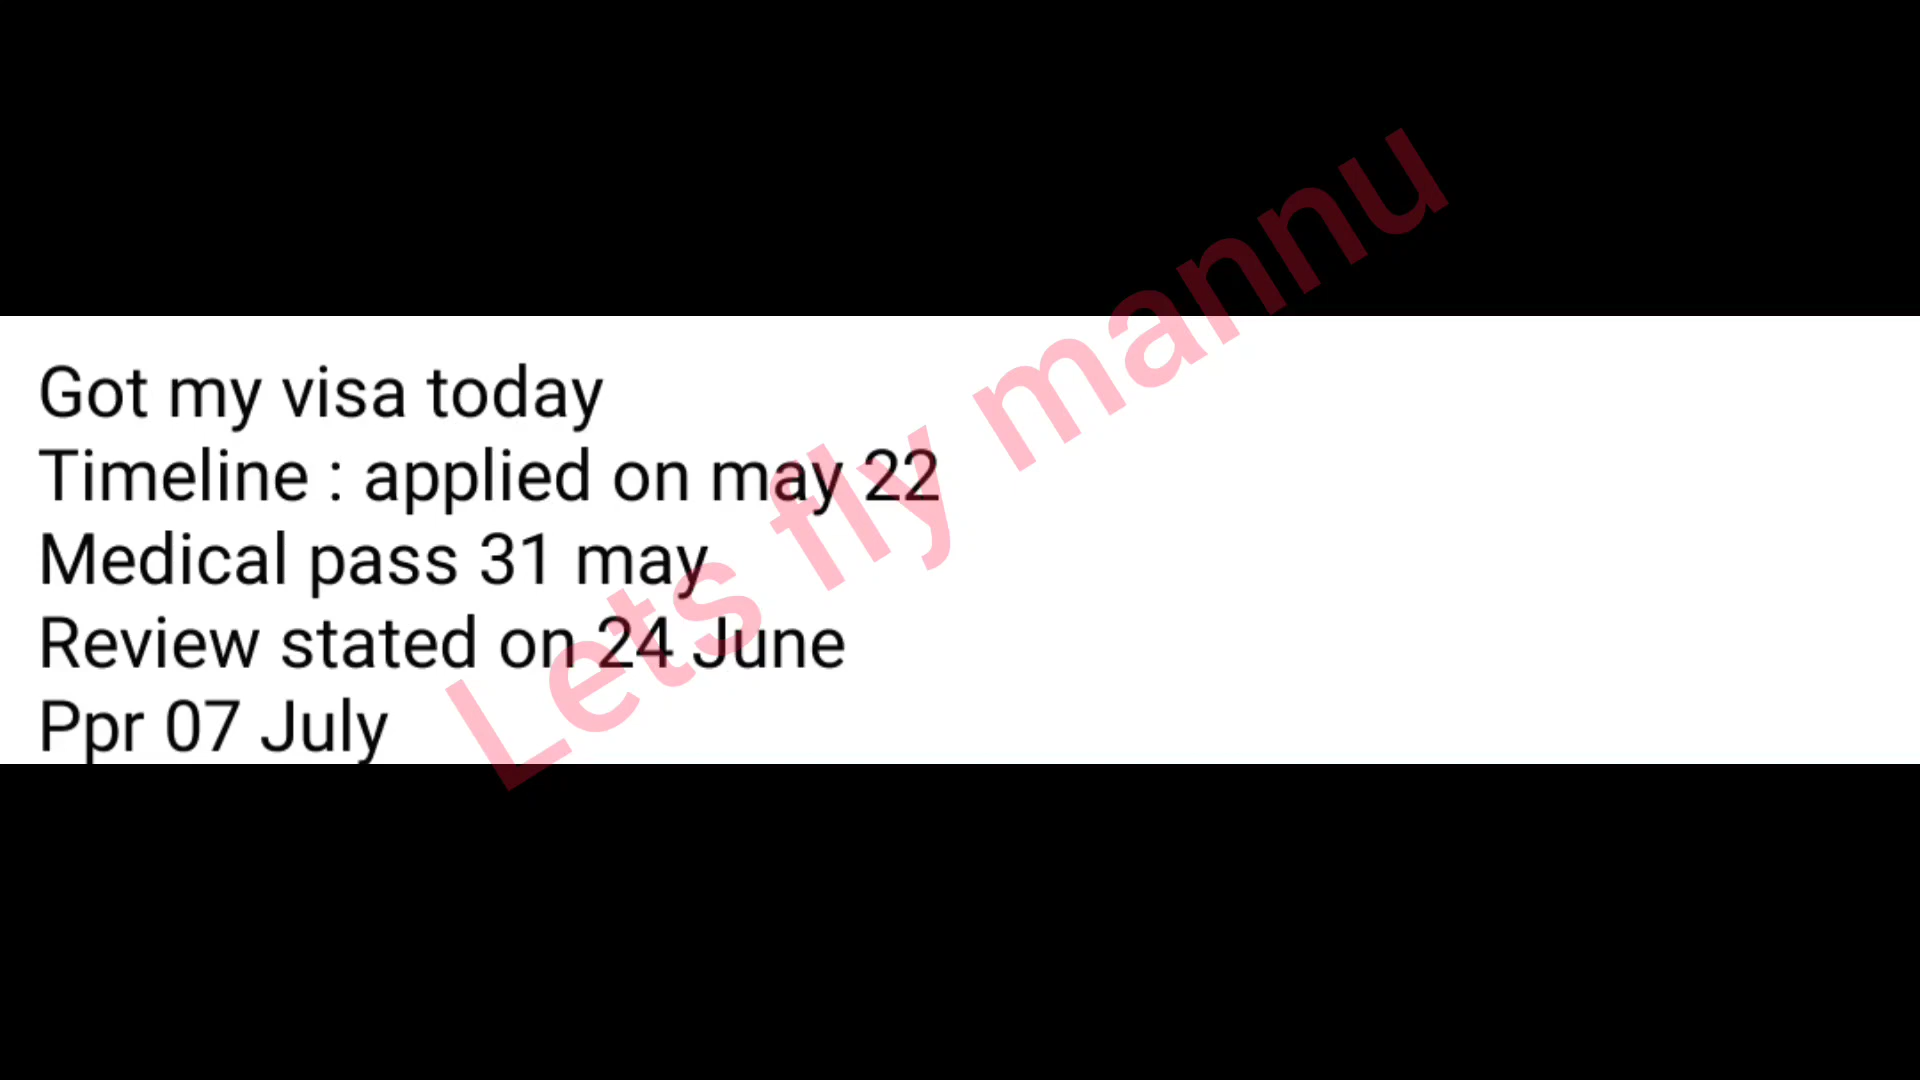 Got my visa today
Timeline : applied on may 22
Medical pass 31 may
Review stated on 24 June
Ppr 07 July
Lets fly mannu